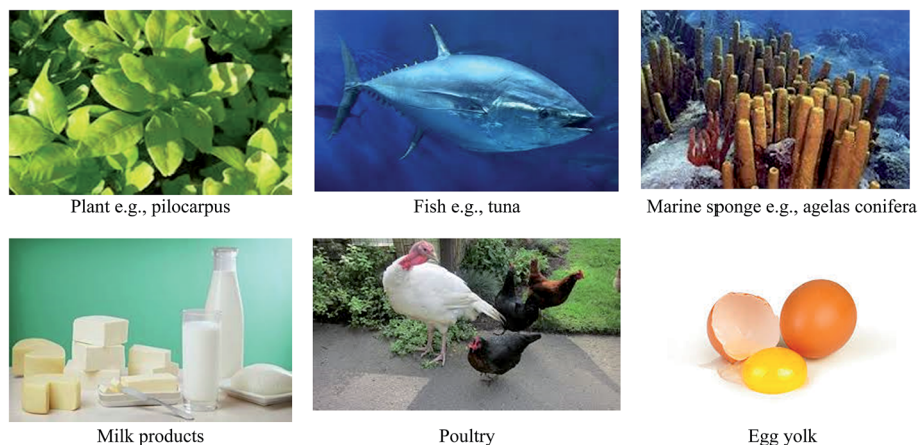 Plant e.g., pilocarpus
Fish e.g., tuna
Marine sponge e.g., agelas conifera
Milk products
Poultry
Egg yolk